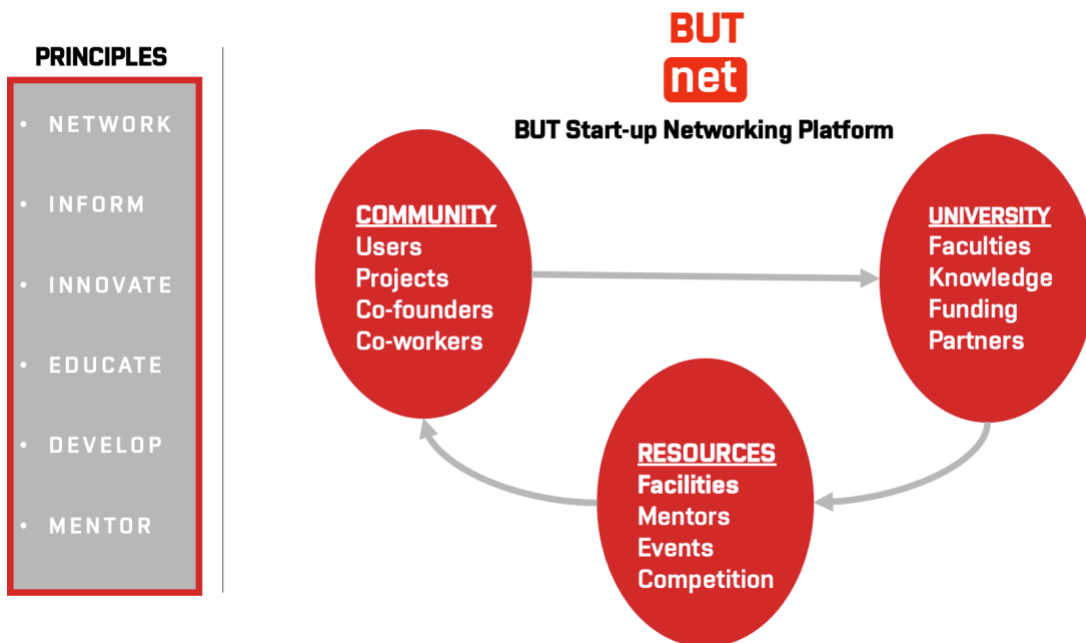 PRINCIPLES
• NETWORK
• INFORM
• INNOVATE
• EDUCATE
• DEVELOP
• MENTOR
BUT
net
BUT Start-up Networking Platform
COMMUNITY
Users
Projects
Co-founders
Co-workers
UNIVERSITY
Faculties
Knowledge
Funding
Partners
RESOURCES
Facilities
Mentors
Events
Competition